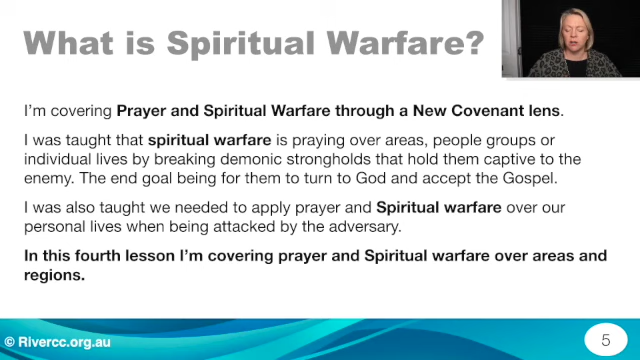 What is Spiritual Warfare?
I'm covering Prayer and Spiritual Warfare through a New Covenant lens.
I was taught that spiritual warfare is praying over areas, people groups or
individual lives by breaking demonic strongholds that hold them captive to the
enemy. The end goal being for them to turn to God and accept the Gospel.
I was also taught we needed to apply prayer and Spiritual warfare over our
personal lives when being attacked by the adversary.
In this fourth lesson I'm covering prayer and Spiritual warfare over areas and
regions.
© Rivercc.org.au
5